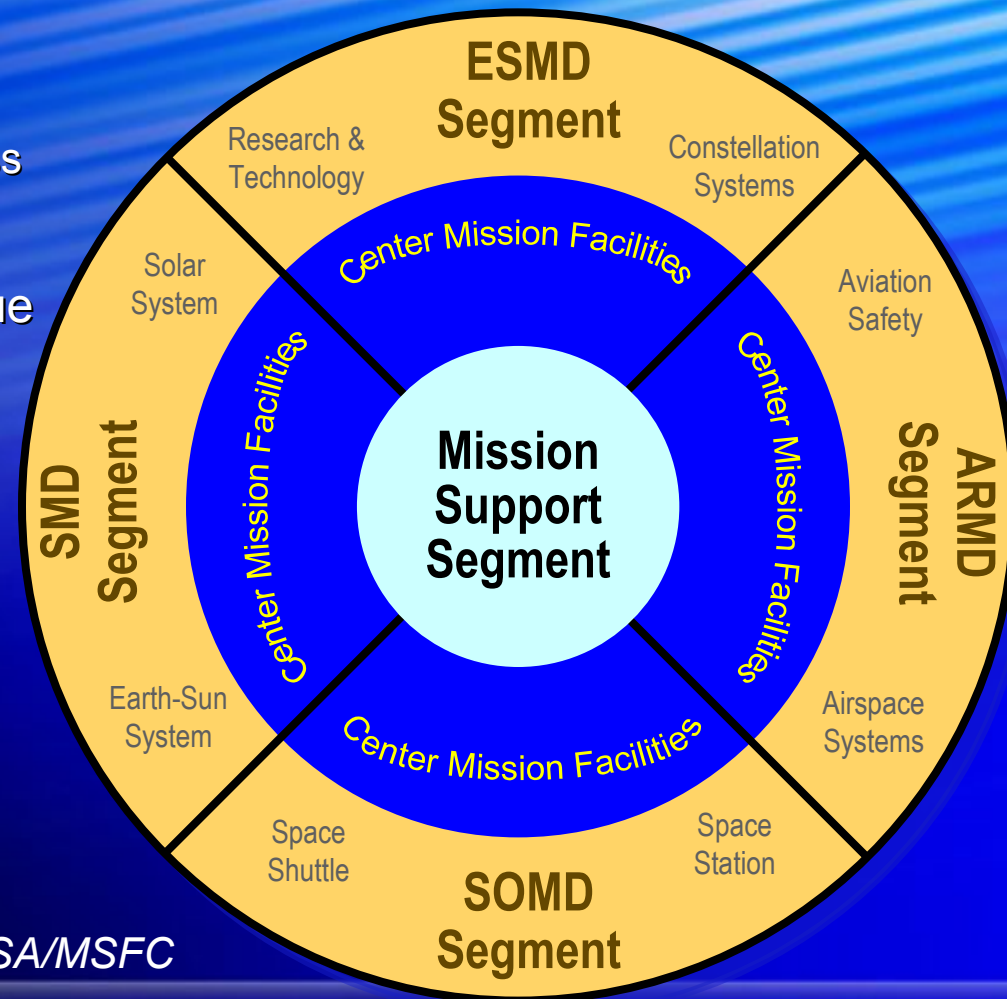 ESMD
Segment
Research &
Technology
Constellation
Systems
Center Mission Facilities
Solar
System
Aviation
Safety
SMD
Segment
Center Mission Facilities
Mission
Support
Segment
Center Mission Facilities
ARMD
Segment
Earth-Sun
System
Airspace
Systems
Center Mission Facilities
Space
Shuttle
Space
Station
SOMD
Segment
SA/MSFC